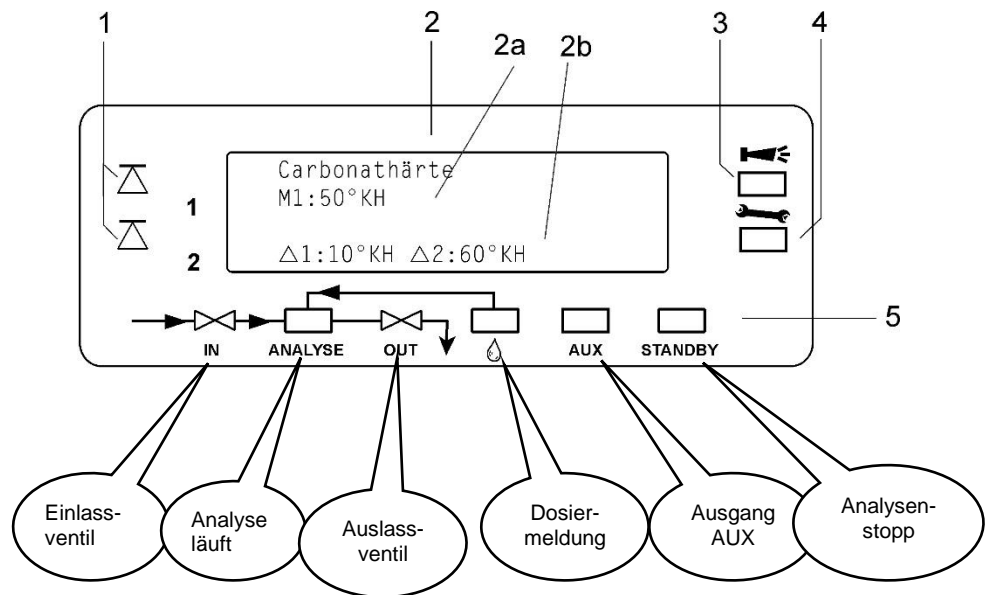 1
2
2a
2b
3
4
Carbonathärte
M1:50°KH
△1:10°KH △2:60°KH
1
2
5
IN
ANALYSE
OUT
AUX
STANDBY
Einlass-
ventil
Analyse
läuft
Auslass-
ventil
Dosier-
meldung
Ausgang
AUX
Analysen-
stopp